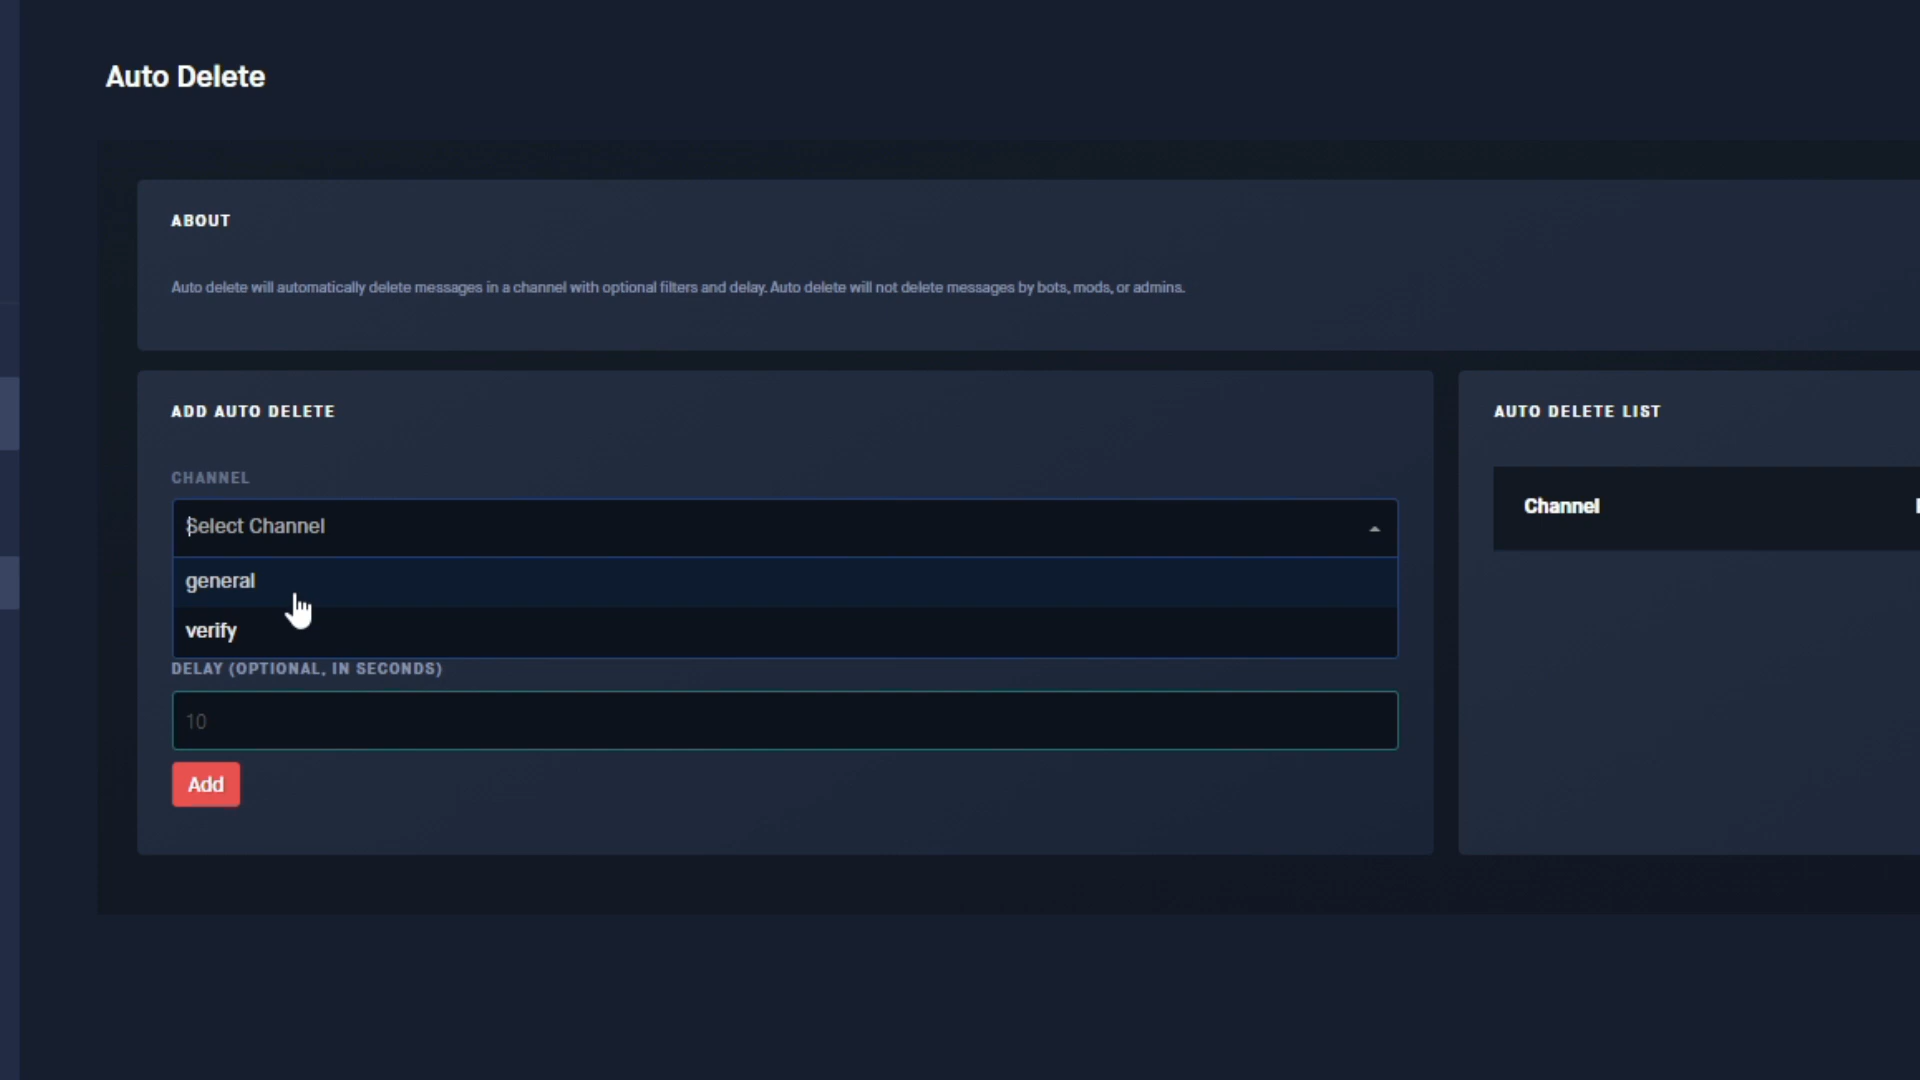 Auto Delete
ABOUT
Auto delete will automatically delete messages in a channel with optional filters and delay. Auto delete will not delete messages by bots, mods, or admins.
ADD AUTO DELETE
CHANNEL
Select Channel
general
verify
DELAY (OPTIONAL, IN SECONDS)
10
Add
AUTO DELETE LIST
Channel